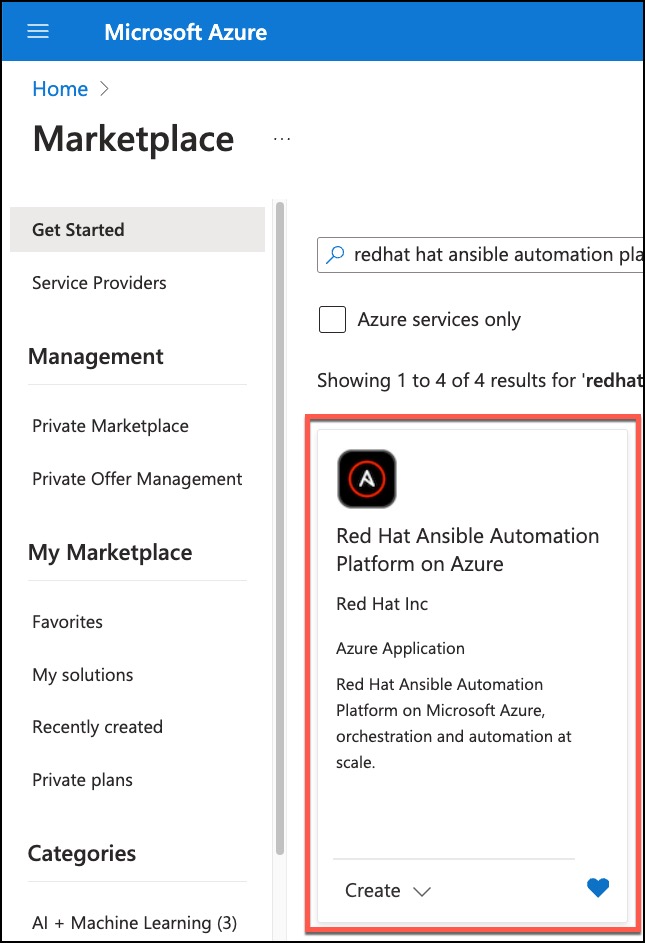 Microsoft Azure
Home
Marketplace
...
Get Started
Service Providers
Management
Private Marketplace
Private Offer Management
My Marketplace
Favorites
My solutions
Recently created
Private plans
Categories
AI + Machine Learning (3)
redhat hat ansible automation pla
Azure services only
Showing 1 to 4 of 4 results for 'redhat
Red Hat Ansible Automation
Platform on Azure
Red Hat Inc
Azure Application
Red Hat Ansible Automation
Platform on Microsoft Azure,
orchestration and automation at
scale.
Create